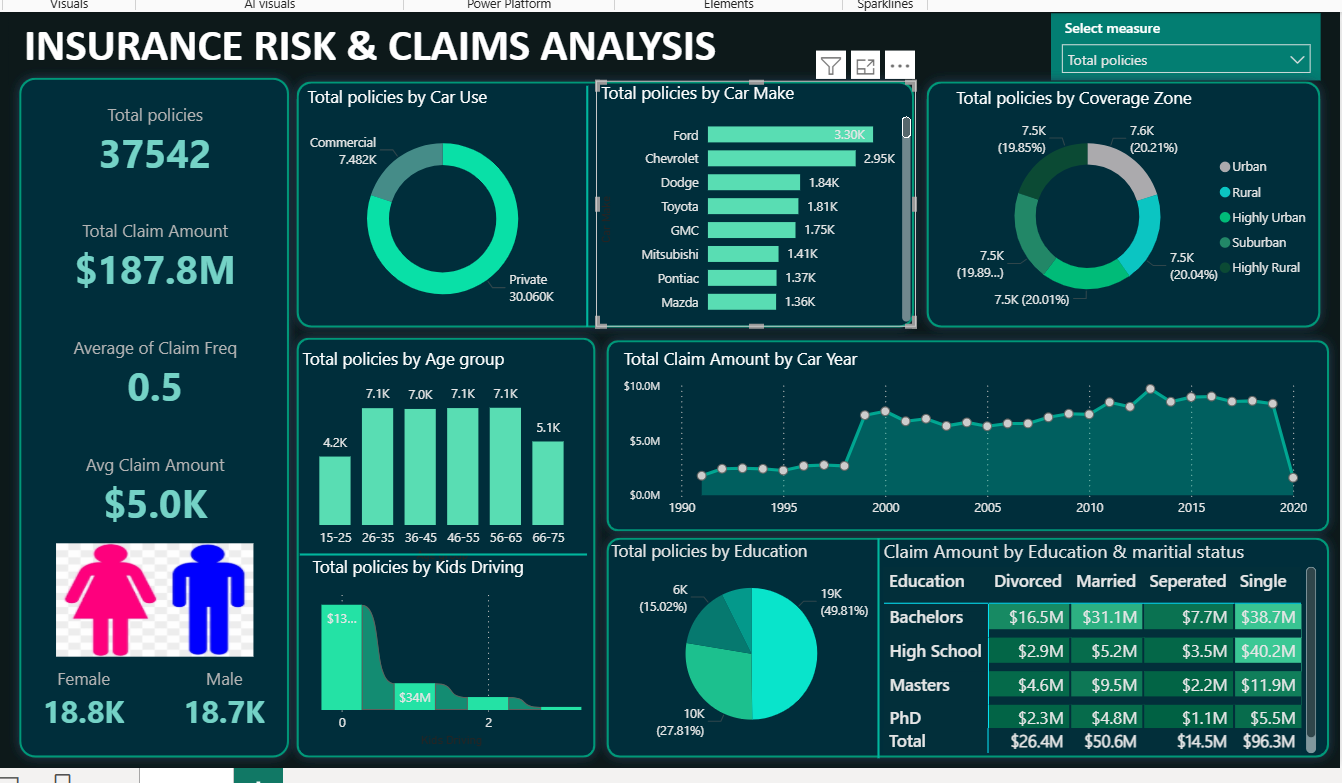 Visuals
AI visuals
Power Platform
Elements
Sparklines
INSURANCE RISK & CLAIMS ANALYSIS
Select measure
Total policies
Total policies
37542
Total Claim Amount
$187.8M
Average of Claim Freq
0.5
Avg Claim Amount
$5.0K
Female
Male
18.8K
18.7K
Total policies by Car Use
Commercial
7.482K
Private
30.060K
Total policies by Car Make
Ford
3.30K
Chevrolet
2.95K
Dodge
1.84K
Toyota
1.81K
GMC
1.75K
Mitsubishi
1.41K
Pontiac
1.37K
Mazda
1.36K
Total policies by Coverage Zone
7.5K
(19.85%)
7.6K
(20.21%)
7.5K
(19.89...)
7.5K
(20.04%)
7.5K (20.01%)
Urban
Rural
Highly Urban
Suburban
Highly Rural
Total policies by Age group
4.2K
7.1K
7.0K
7.1K
7.1K
5.1K
15-25
26-35
36-45
46-55
56-65
66-75
Total policies by Kids Driving
$13...
$34M
0
2
Total Claim Amount by Car Year
$10.0M
$5.0M
$0.0M
1990
1995
2000
2005
2010
2015
2020
Total policies by Education
6K
(15.02%)
19K
(49.81%)
10K
(27.81%)
Claim Amount by Education & maritial status
Education Divorced Married Seperated Single
Bachelors $16.5M $31.1M $7.7M $38.7M
High School $2.9M $5.2M $3.5M $40.2M
Masters $4.6M $9.5M $2.2M $11.9M
PhD $2.3M $4.8M $1.1M $5.5M
Total $26.4M $50.6M $14.5M $96.3M